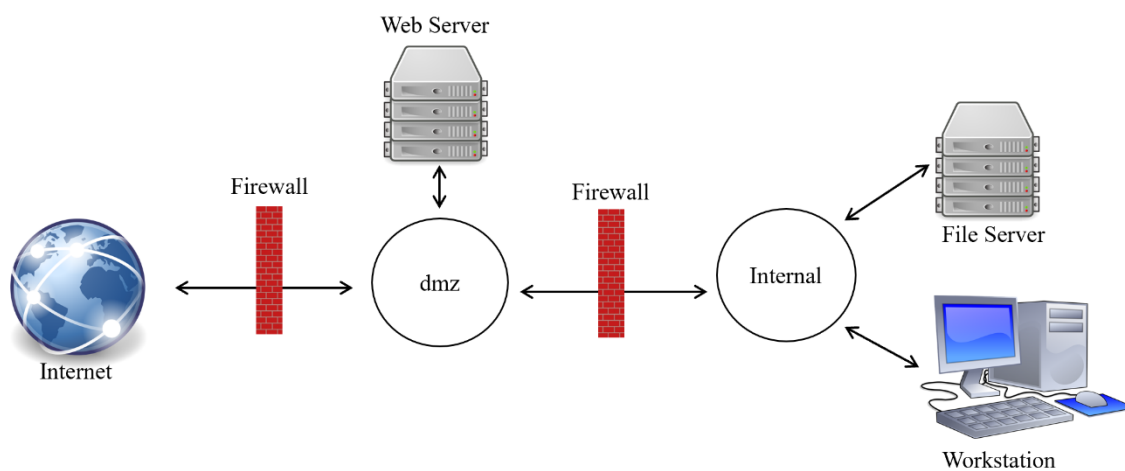 Web Server
Firewall
Firewall
File Server
dmz
Internal
Internet
Workstation